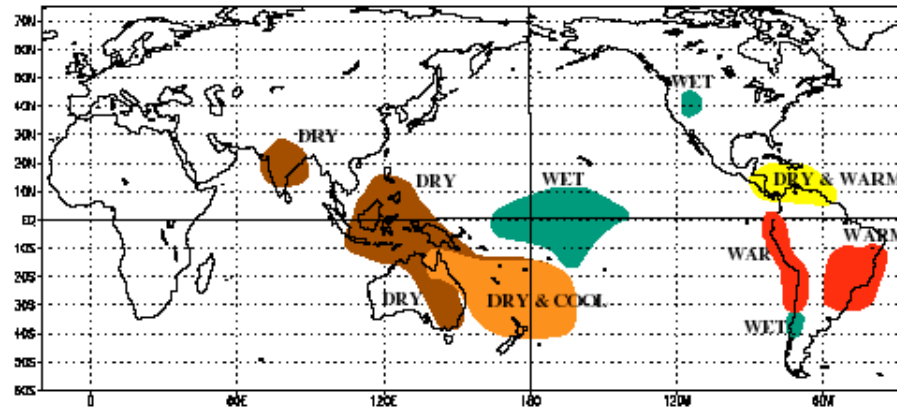 70N
60N
50N
40N
30N
20N
10N
EQ
10S
20S
30S
40S
50S
60S
WET
DRY
DRY
WET
DRY & WARM
WARM
WAR
DRY
DRY & COOL
WET
0
60E
120E
180
120W
60W